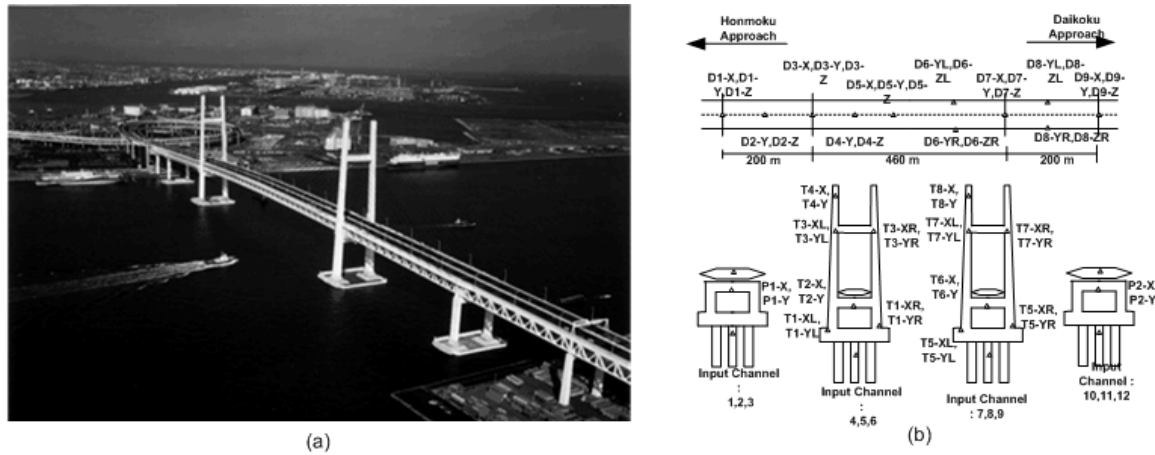 Honmoku
Approach
Daikoku
Approach
D1-X,D1-
Y,D1-Z
D3-X,D3-Y,D3-
Z
D5-X,D5-Y,D5-
Z
D6-YL,D6-
ZL
D7-X,D7-
Y,D7-Z
D8-YL,D8-
ZL
D9-X,D9-
Y,D9-Z
D2-Y,D2-Z
D4-Y,D4-Z
D6-YR,D6-ZR
D8-YR,D8-ZR
200 m
460 m
200 m
T4-X,
T4-Y
T3-XL,
T3-YL
T3-XR,
T3-YR
T8-X,
T8-Y
T7-XL,
T7-YL
T7-XR,
T7-YR
P1-X,
P1-Y
T2-X,
T2-Y
T1-XL,
T1-YL
T1-XR,
T1-YR
T6-X,
T6-Y
T5-XR,
T5-YR
T5-XL,
T5-YL
P2-X
P2-Y
Input Channel
:
1,2,3
Input Channel
:
4,5,6
Input Channel
: 7,8,9
Input
Channel :
10,11,12
(a)
(b)